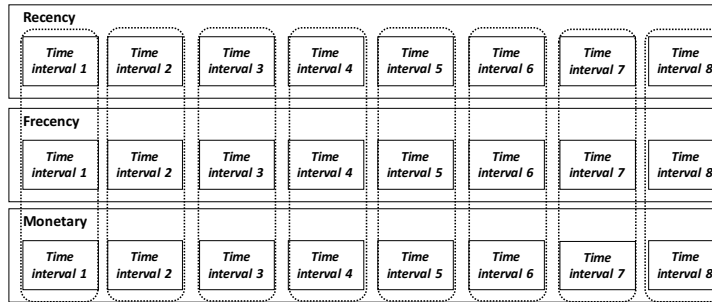 Recency
Time interval 1
Time interval 2
Time interval 3
Time interval 4
Time interval 5
Time interval 6
Time interval 7
Time interval 8
Frecency
Time interval 1
Time interval 2
Time interval 3
Time interval 4
Time interval 5
Time interval 6
Time interval 7
Time interval 8
Monetary
Time interval 1
Time interval 2
Time interval 3
Time interval 4
Time interval 5
Time interval 6
Time interval 7
Time interval 8